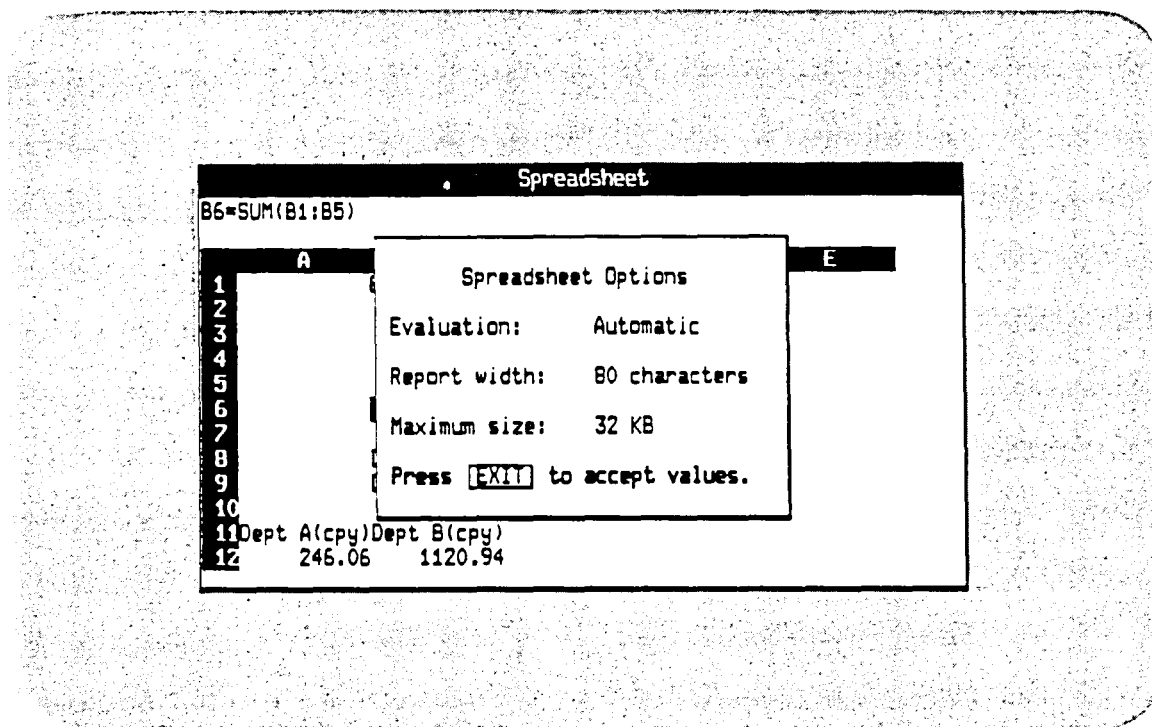 Spreadsheet
B6=SUM(B1:B5)
A E
Spreadsheet Options
1
2
Evaluation: Automatic
3
4
Report width: 80 characters
5
6
Maximum size: 32 KB
7
8
Press EXIT to accept values.
9
10
11 Dept A(cpy) Dept B(cpy)
12 246.06 1120.94